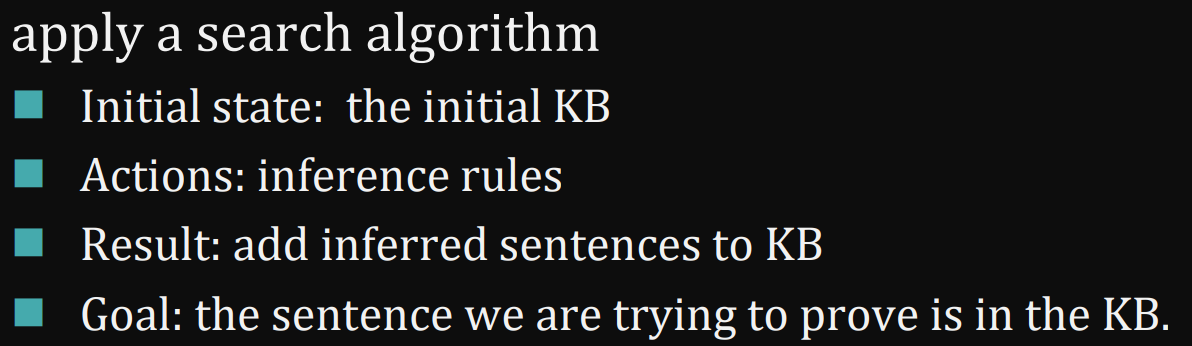 apply a search algorithm
Initial state:  the initial KB
Actions: inference rules
Result: add inferred sentences to KB
Goal: the sentence we are trying to prove is in the KB.